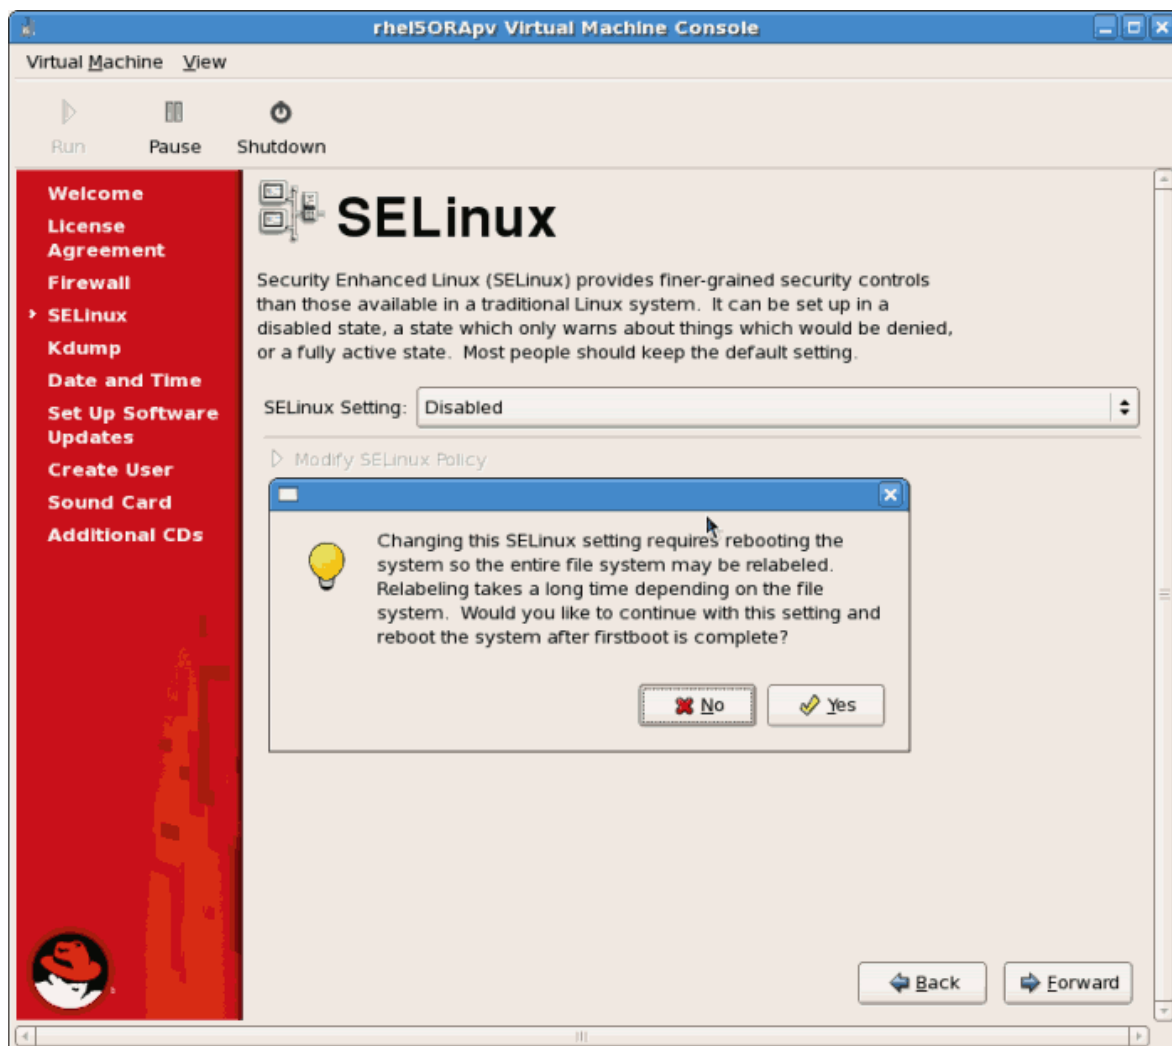 rhel5ORApv Virtual Machine Console
Virtual Machine View
Run Pause Shutdown
Welcome
License
Agreement
Firewall
SELinux
Kdump
Date and Time
Set Up Software
Updates
Create User
Sound Card
Additional CDs
SELinux
Security Enhanced Linux (SELinux) provides finer-grained security controls
than those available in a traditional Linux system. It can be set up in a
disabled state, a state which only warns about things which would be denied,
or a fully active state. Most people should keep the default setting.
SELinux Setting: Disabled
Modify SELinux Policy
Changing this SELinux setting requires rebooting the
system so the entire file system may be relabeled.
Relabeling takes a long time depending on the file
system. Would you like to continue with this setting and
reboot the system after firstboot is complete?
No Yes
Back Forward